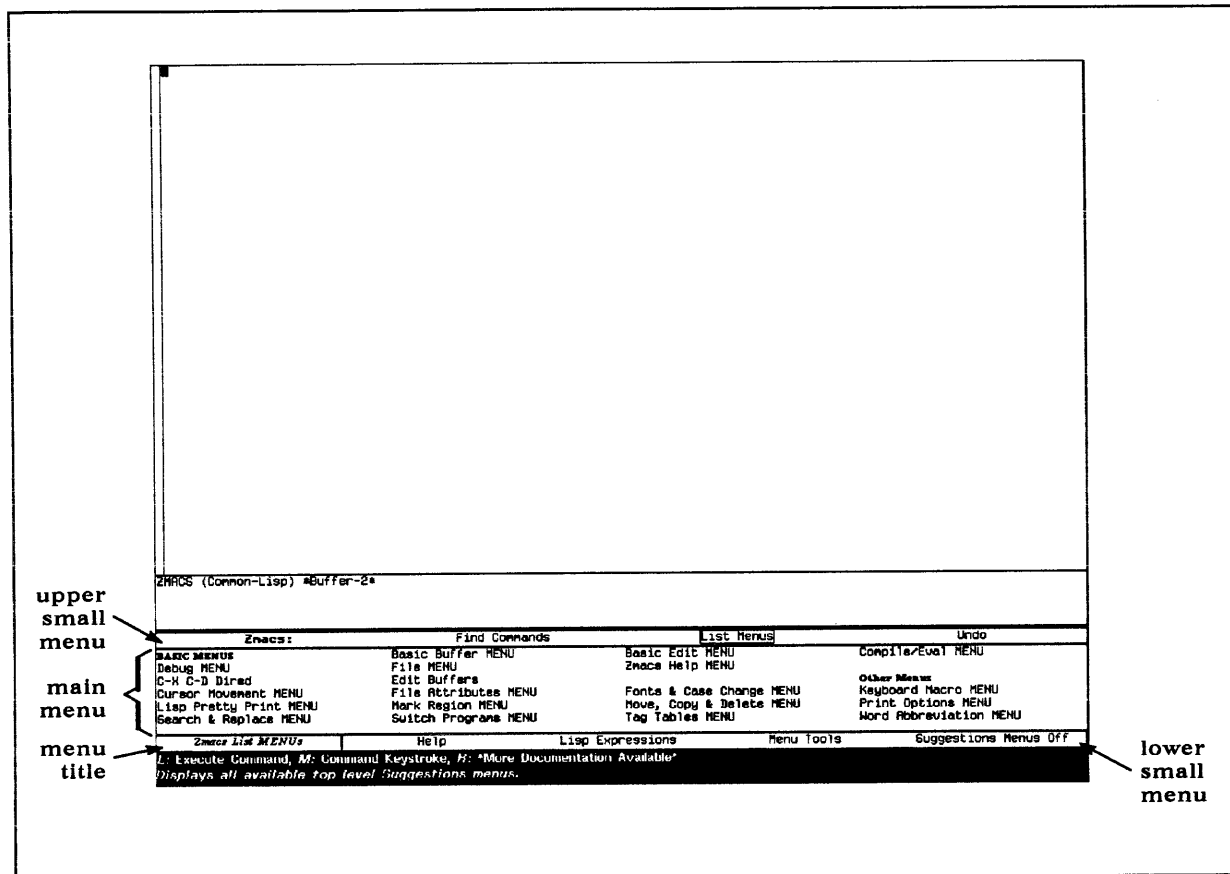 ZMACS (Common-Lisp) *Buffer-2*
upper small menu
Zmacs: Find Commands List Menus Undo
main menu
BASIC MENUS Basic Buffer MENU Basic Edit MENU Compile/Eval MENU
Debug MENU File MENU Zmacs Help MENU
C-X C-D Dired Edit Buffers Other Menus
Cursor Movement MENU File Attributes MENU Fonts & Case Change MENU Keyboard Macro MENU
Lisp Pretty Print MENU Mark Region MENU Move, Copy & Delete MENU Print Options MENU
Search & Replace MENU Switch Programs MENU Tag Tables MENU Word Abbreviation MENU
menu title
Zmacs List MENUs Help Lisp Expressions Menu Tools Suggestions Menus Off
lower small menu
L: Execute Command, M: Command Keystroke, R: *More Documentation Available*
Displays all available top level Suggestions menus.